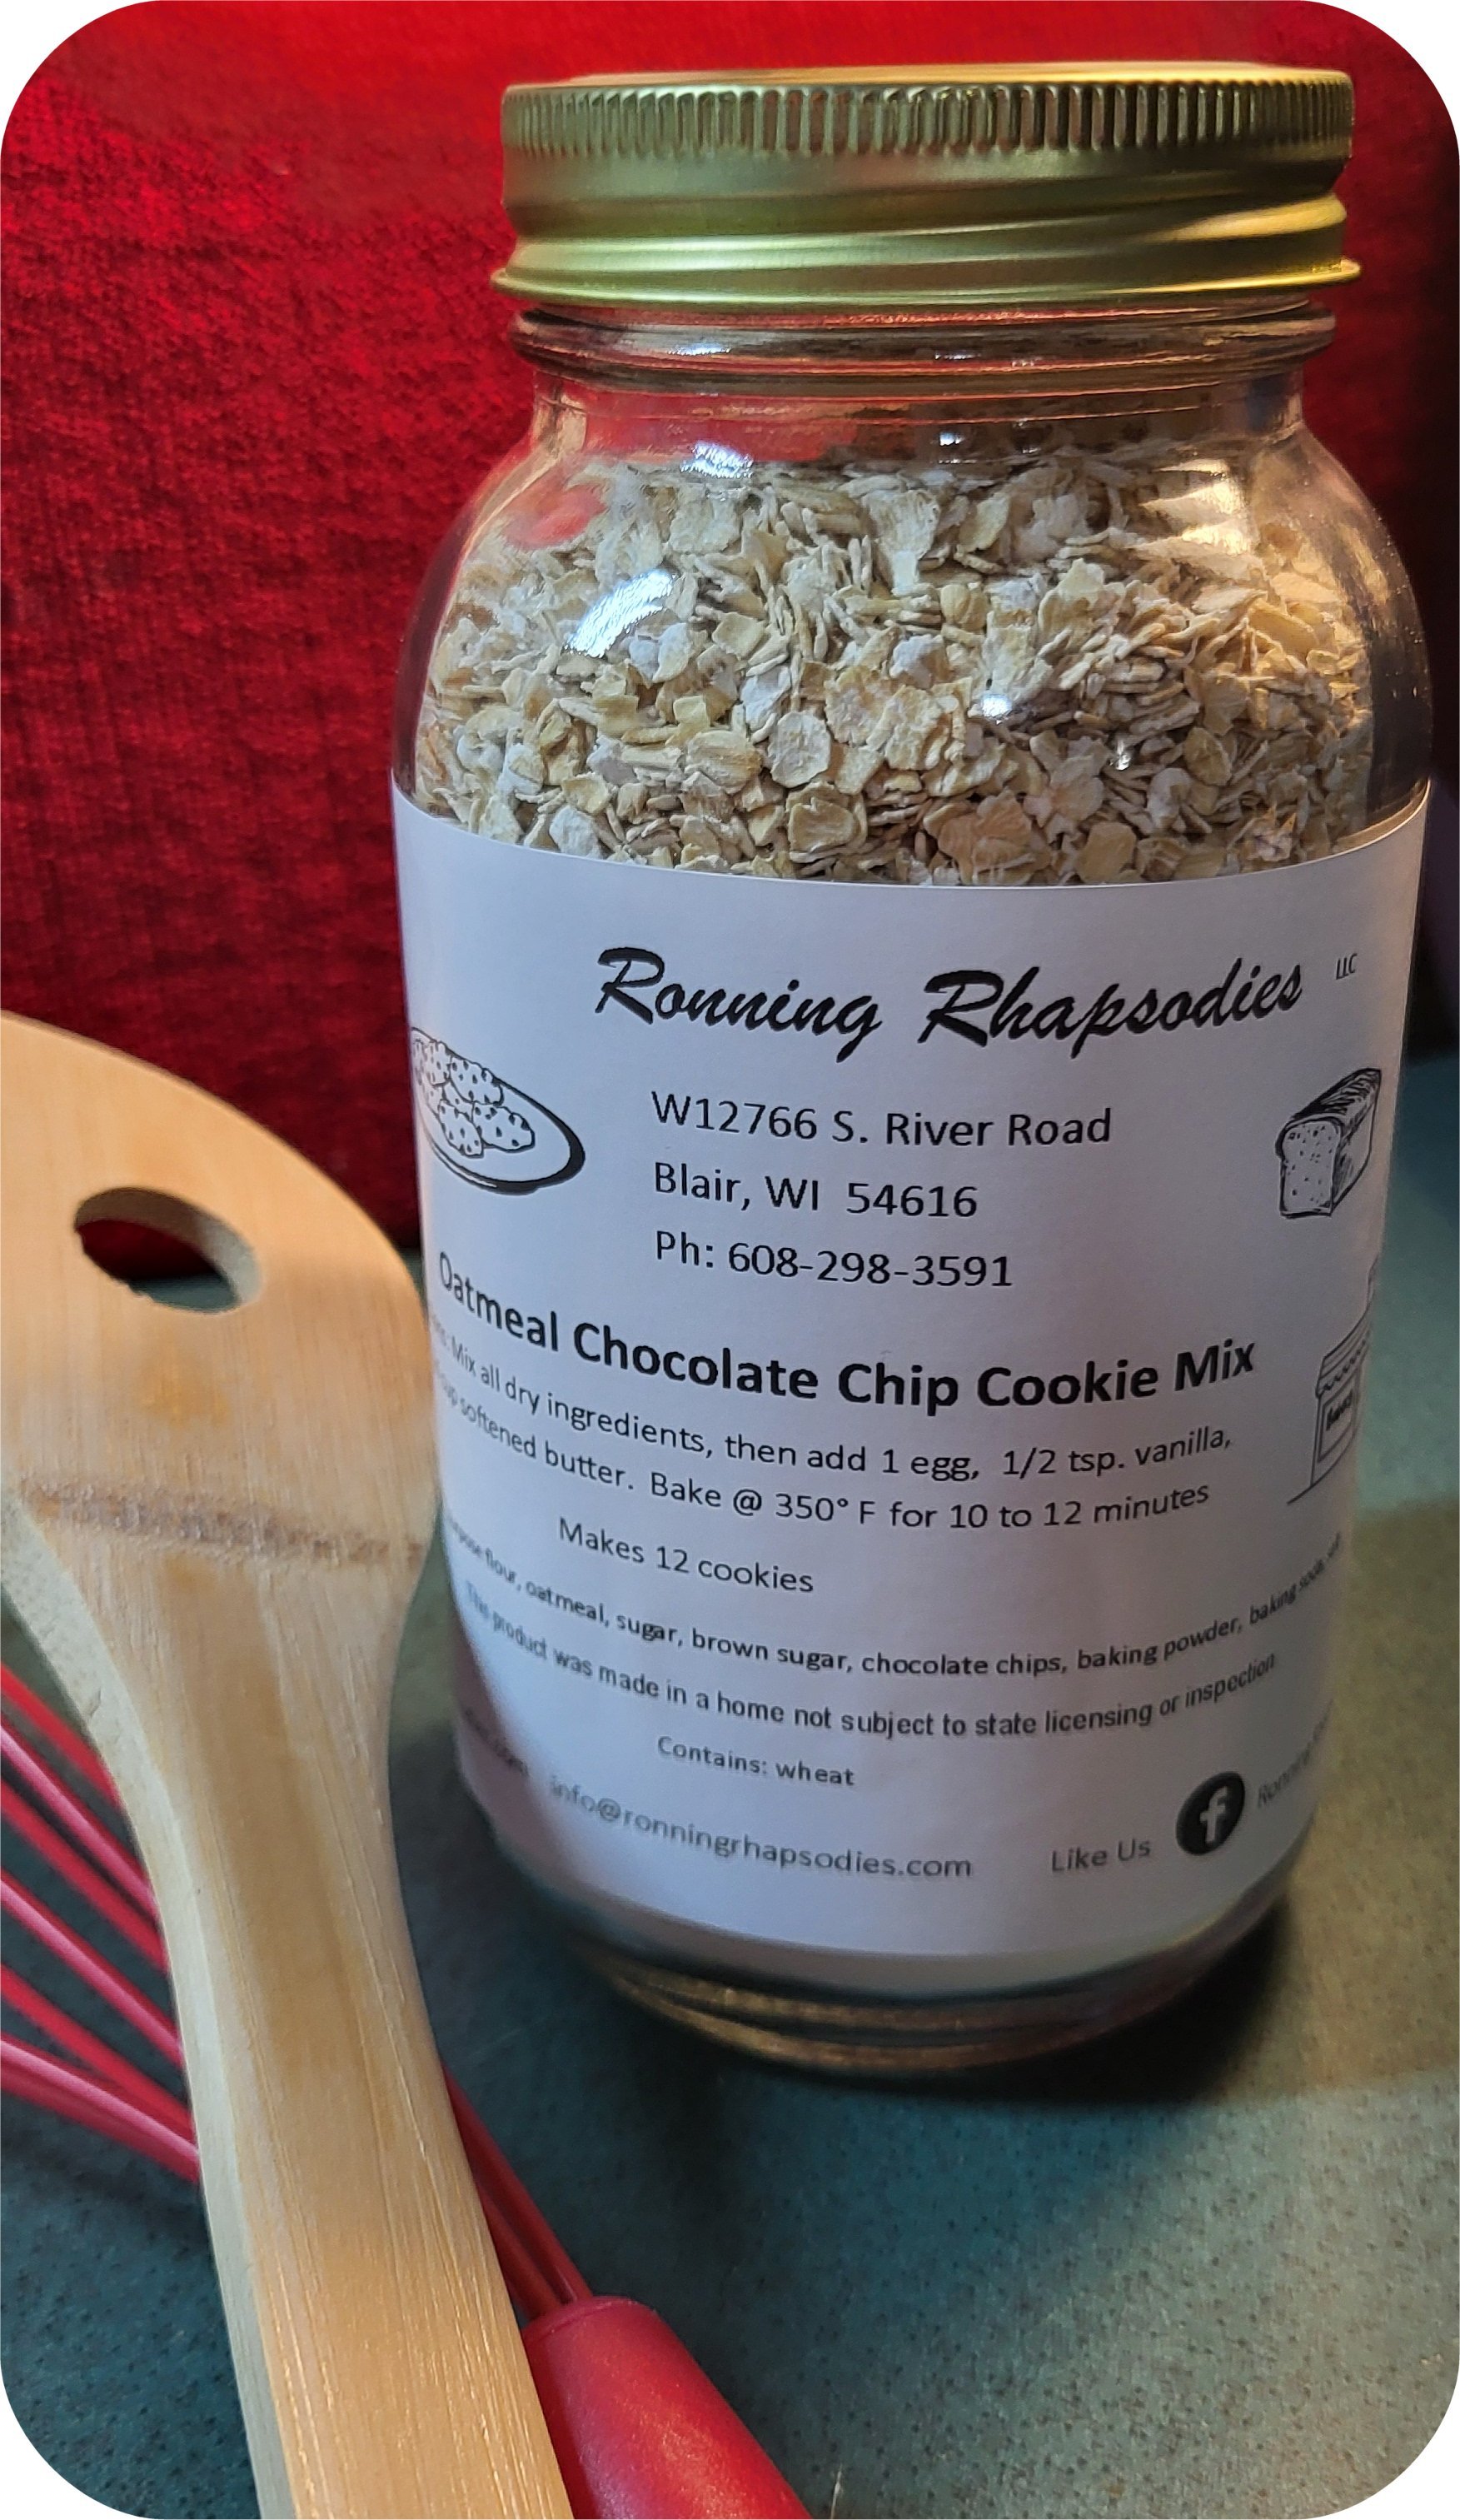 Ronning Rhapsodies LLC
W12766 S. River Road
Blair, WI 54616
Ph: 608-298-3591
Oatmeal Chocolate Chip Cookie Mix
Mix all dry ingredients, then add 1 egg, 1/2 tsp. vanilla,
softened butter. Bake @ 350° F for 10 to 12 minutes
Makes 12 cookies
flour, oatmeal, sugar, brown sugar, chocolate chips, baking powder, baking soda,
This product was made in a home not subject to state licensing or inspection
Contains: wheat
info@ronningrhapsodies.com Like Us f